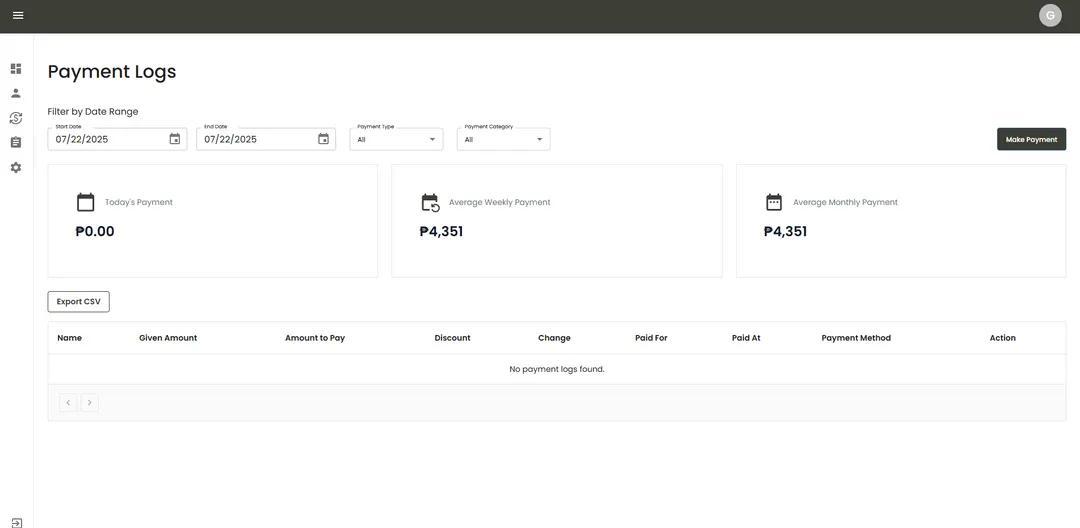 G
Payment Logs
Filter by Date Range
Start Date End Date Payment Type Payment Category
07/22/2025 07/22/2025 All All Make Payment
Today's Payment Average Weekly Payment Average Monthly Payment
₱0.00 ₱4,351 ₱4,351
Export CSV
Name Given Amount Amount to Pay Discount Change Paid For Paid At Payment Method Action
No payment logs found.